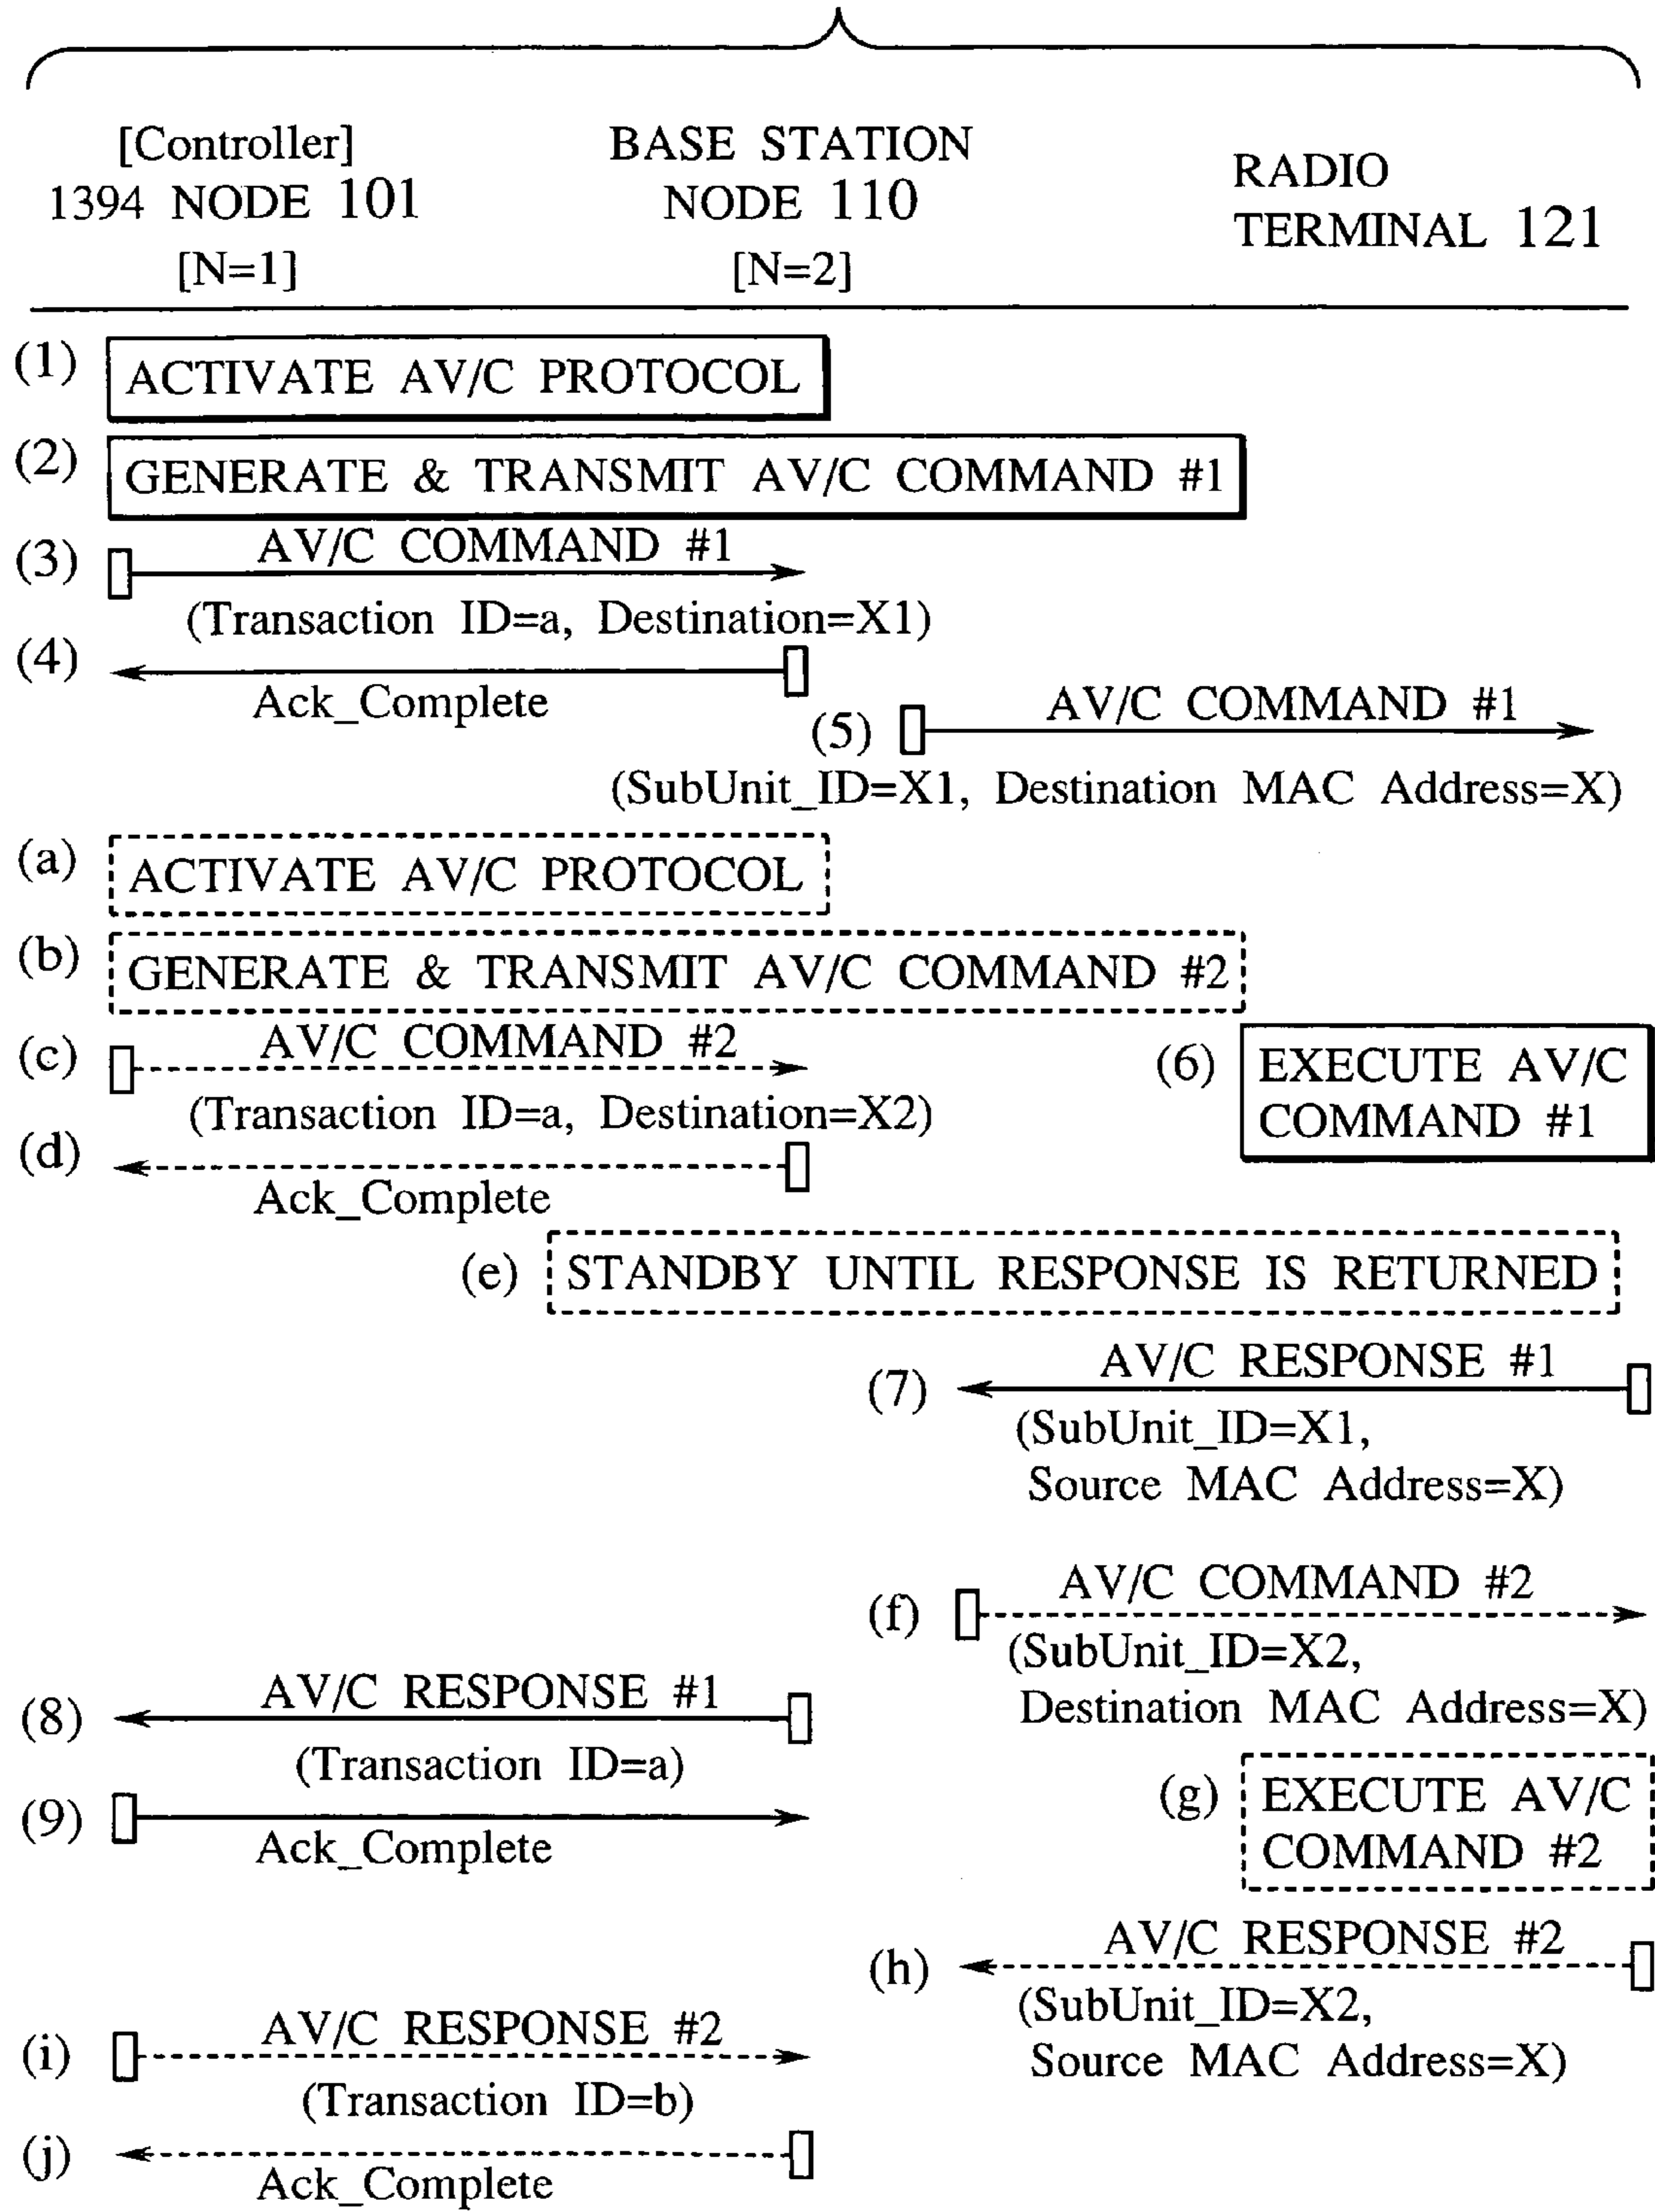 [Controller]
1394 NODE 101
[N=1]
BASE STATION
NODE 110
[N=2]
RADIO
TERMINAL 121
(1) ACTIVATE AV/C PROTOCOL
(2) GENERATE & TRANSMIT AV/C COMMAND #1
(3) AV/C COMMAND #1
(Transaction ID=a, Destination=X1)
(4) Ack_Complete
(5) AV/C COMMAND #1
(SubUnit_ID=X1, Destination MAC Address=X)
(a) ACTIVATE AV/C PROTOCOL
(b) GENERATE & TRANSMIT AV/C COMMAND #2
(c) AV/C COMMAND #2
(Transaction ID=a, Destination=X2)
(6) EXECUTE AV/C
COMMAND #1
(d) Ack_Complete
(e) STANDBY UNTIL RESPONSE IS RETURNED
(7) AV/C RESPONSE #1
(SubUnit_ID=X1,
Source MAC Address=X)
(f) AV/C COMMAND #2
(SubUnit_ID=X2,
Destination MAC Address=X)
(8) AV/C RESPONSE #1
(Transaction ID=a)
(g) EXECUTE AV/C
COMMAND #2
(9) Ack_Complete
(h) AV/C RESPONSE #2
(SubUnit_ID=X2,
Source MAC Address=X)
(i) AV/C RESPONSE #2
(Transaction ID=b)
(j) Ack_Complete